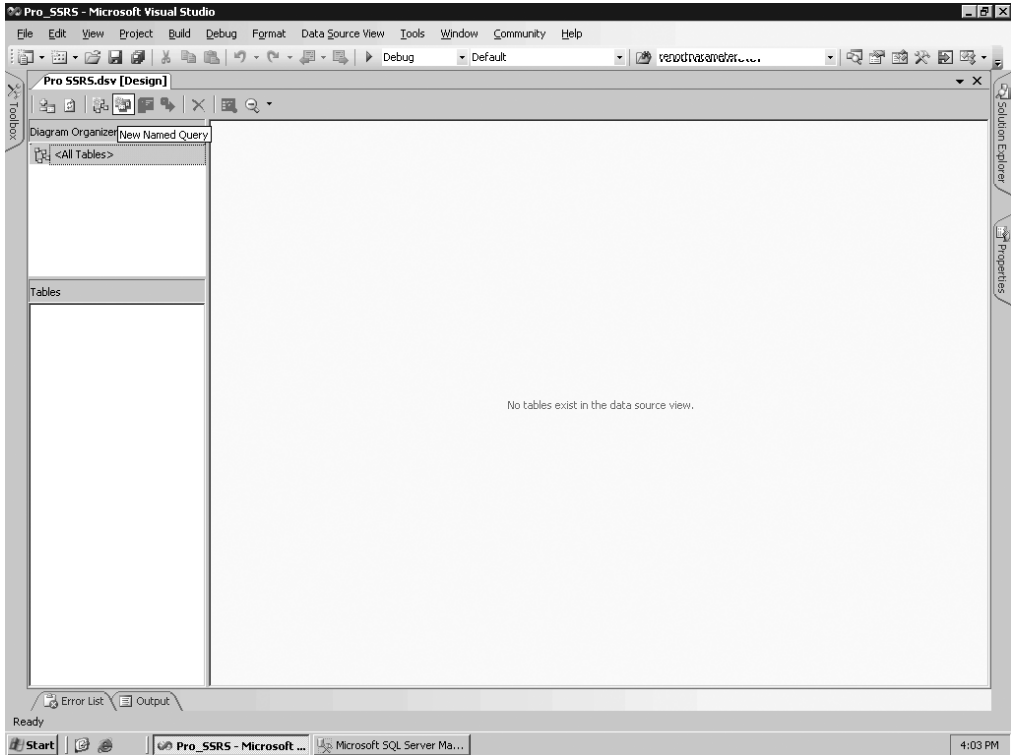 Pro_SSRS - Microsoft Visual Studio
File Edit View Project Build Debug Format Data Source View Tools Window Community Help
Debug Default
Pro SSRS.dsv [Design]
Toolbox
Solution Explorer
Properties
Diagram Organizer
New Named Query
<All Tables>
Tables
No tables exist in the data source view.
Error List Output
Ready
Start Pro_SSRS - Microsoft ... Microsoft SQL Server Ma... 4:03 PM